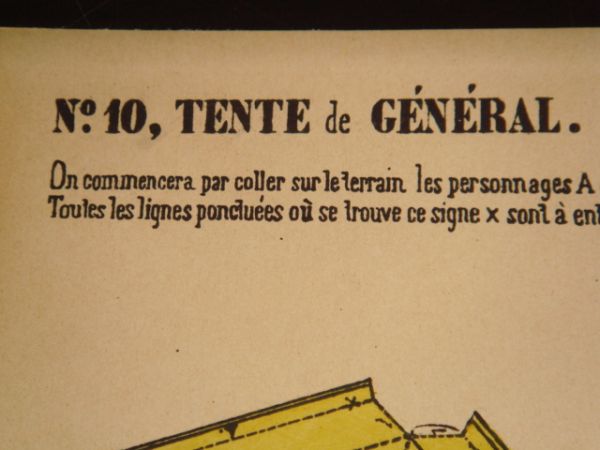 Nº 10, TENTE de GÉNÉRAL.
On commencera par coller sur le terrain les personnages A
Toutes les lignes ponctuées où se trouve ce signe x sont à ent